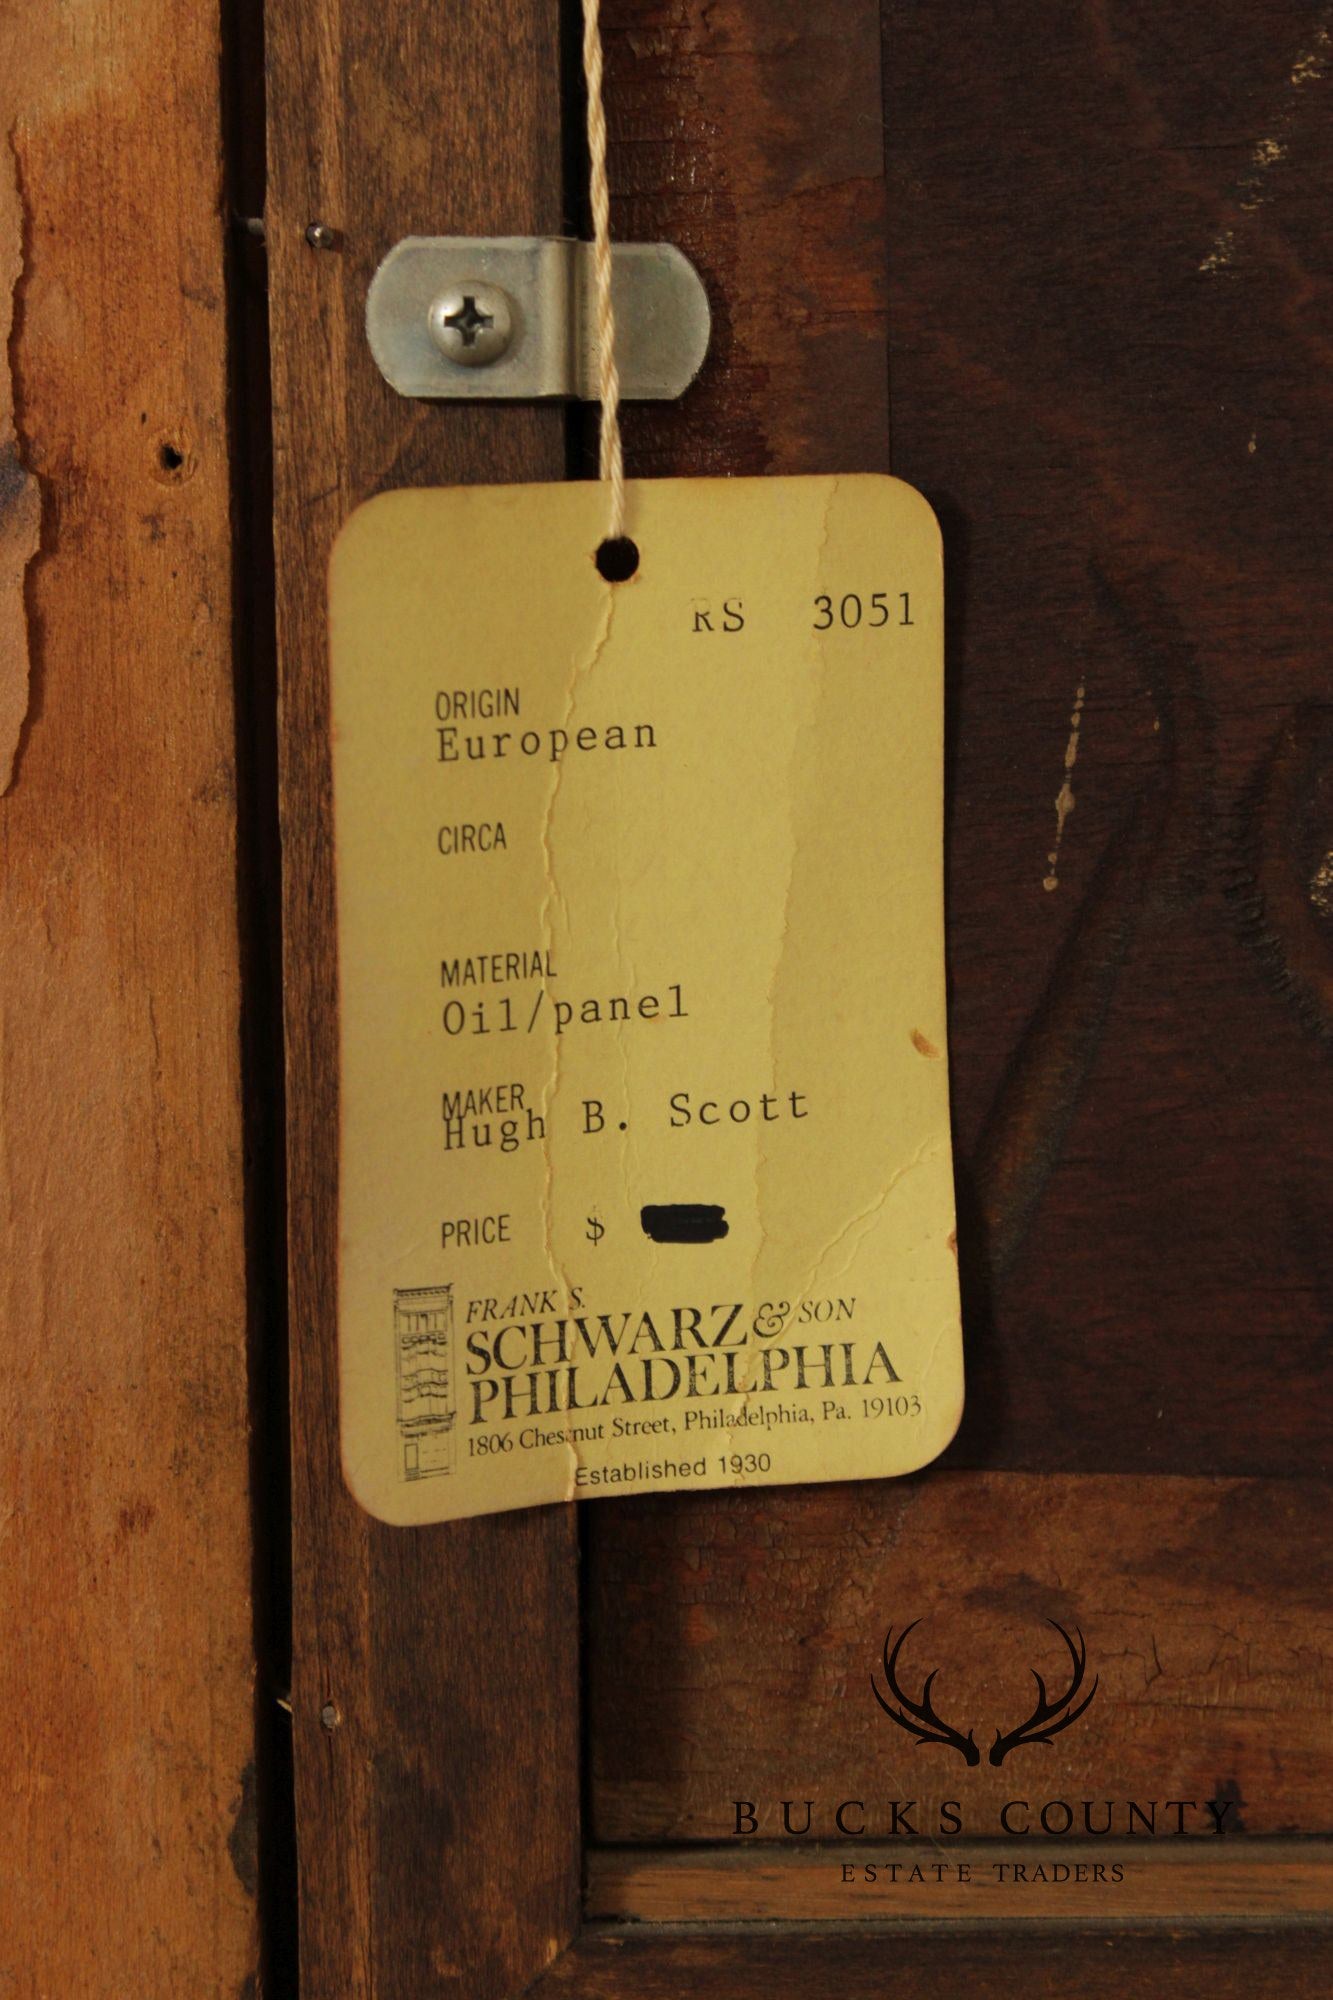 RS 3051
ORIGIN
European
CIRCA
MATERIAL
Oil/panel
MAKER
Hugh B. Scott
PRICE $
FRANK S.
SCHWARZ & SON
PHILADELPHIA
1806 Chestnut Street, Philadelphia, Pa. 19103
Established 1930
BUCKS COUNTY
ESTATE TRADERS